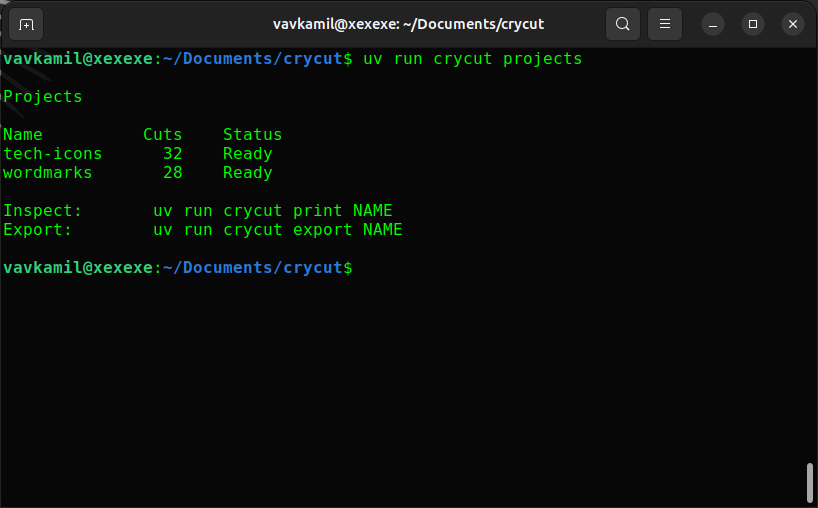 vavkamil@xexexe: ~/Documents/crycut
vavkamil@xexexe:~/Documents/crycut$ uv run crycut projects
Projects
Name Cuts Status
tech-icons 32 Ready
wordmarks 28 Ready
Inspect: uv run crycut print NAME
Export: uv run crycut export NAME
vavkamil@xexexe:~/Documents/crycut$